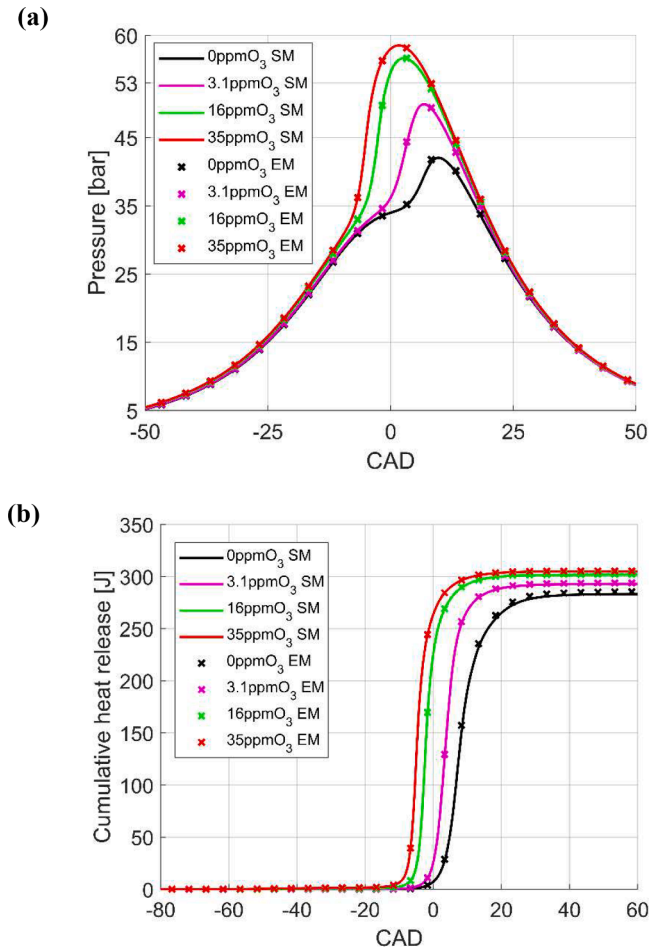 (a)
60
53
45
35
25
15
5
Pressure [bar]
0ppmO3 SM
3.1ppmO3 SM
16ppmO3 SM
35ppmO3 SM
0ppmO3 EM
3.1ppmO3 EM
16ppmO3 EM
35ppmO3 EM
-50 -25 0 25 50
CAD
(b)
350
300
250
200
150
100
50
0
Cumulative heat release [J]
0ppmO3 SM
3.1ppmO3 SM
16ppmO3 SM
35ppmO3 SM
0ppmO3 EM
3.1ppmO3 EM
16ppmO3 EM
35ppmO3 EM
-80 -60 -40 -20 0 20 40 60
CAD